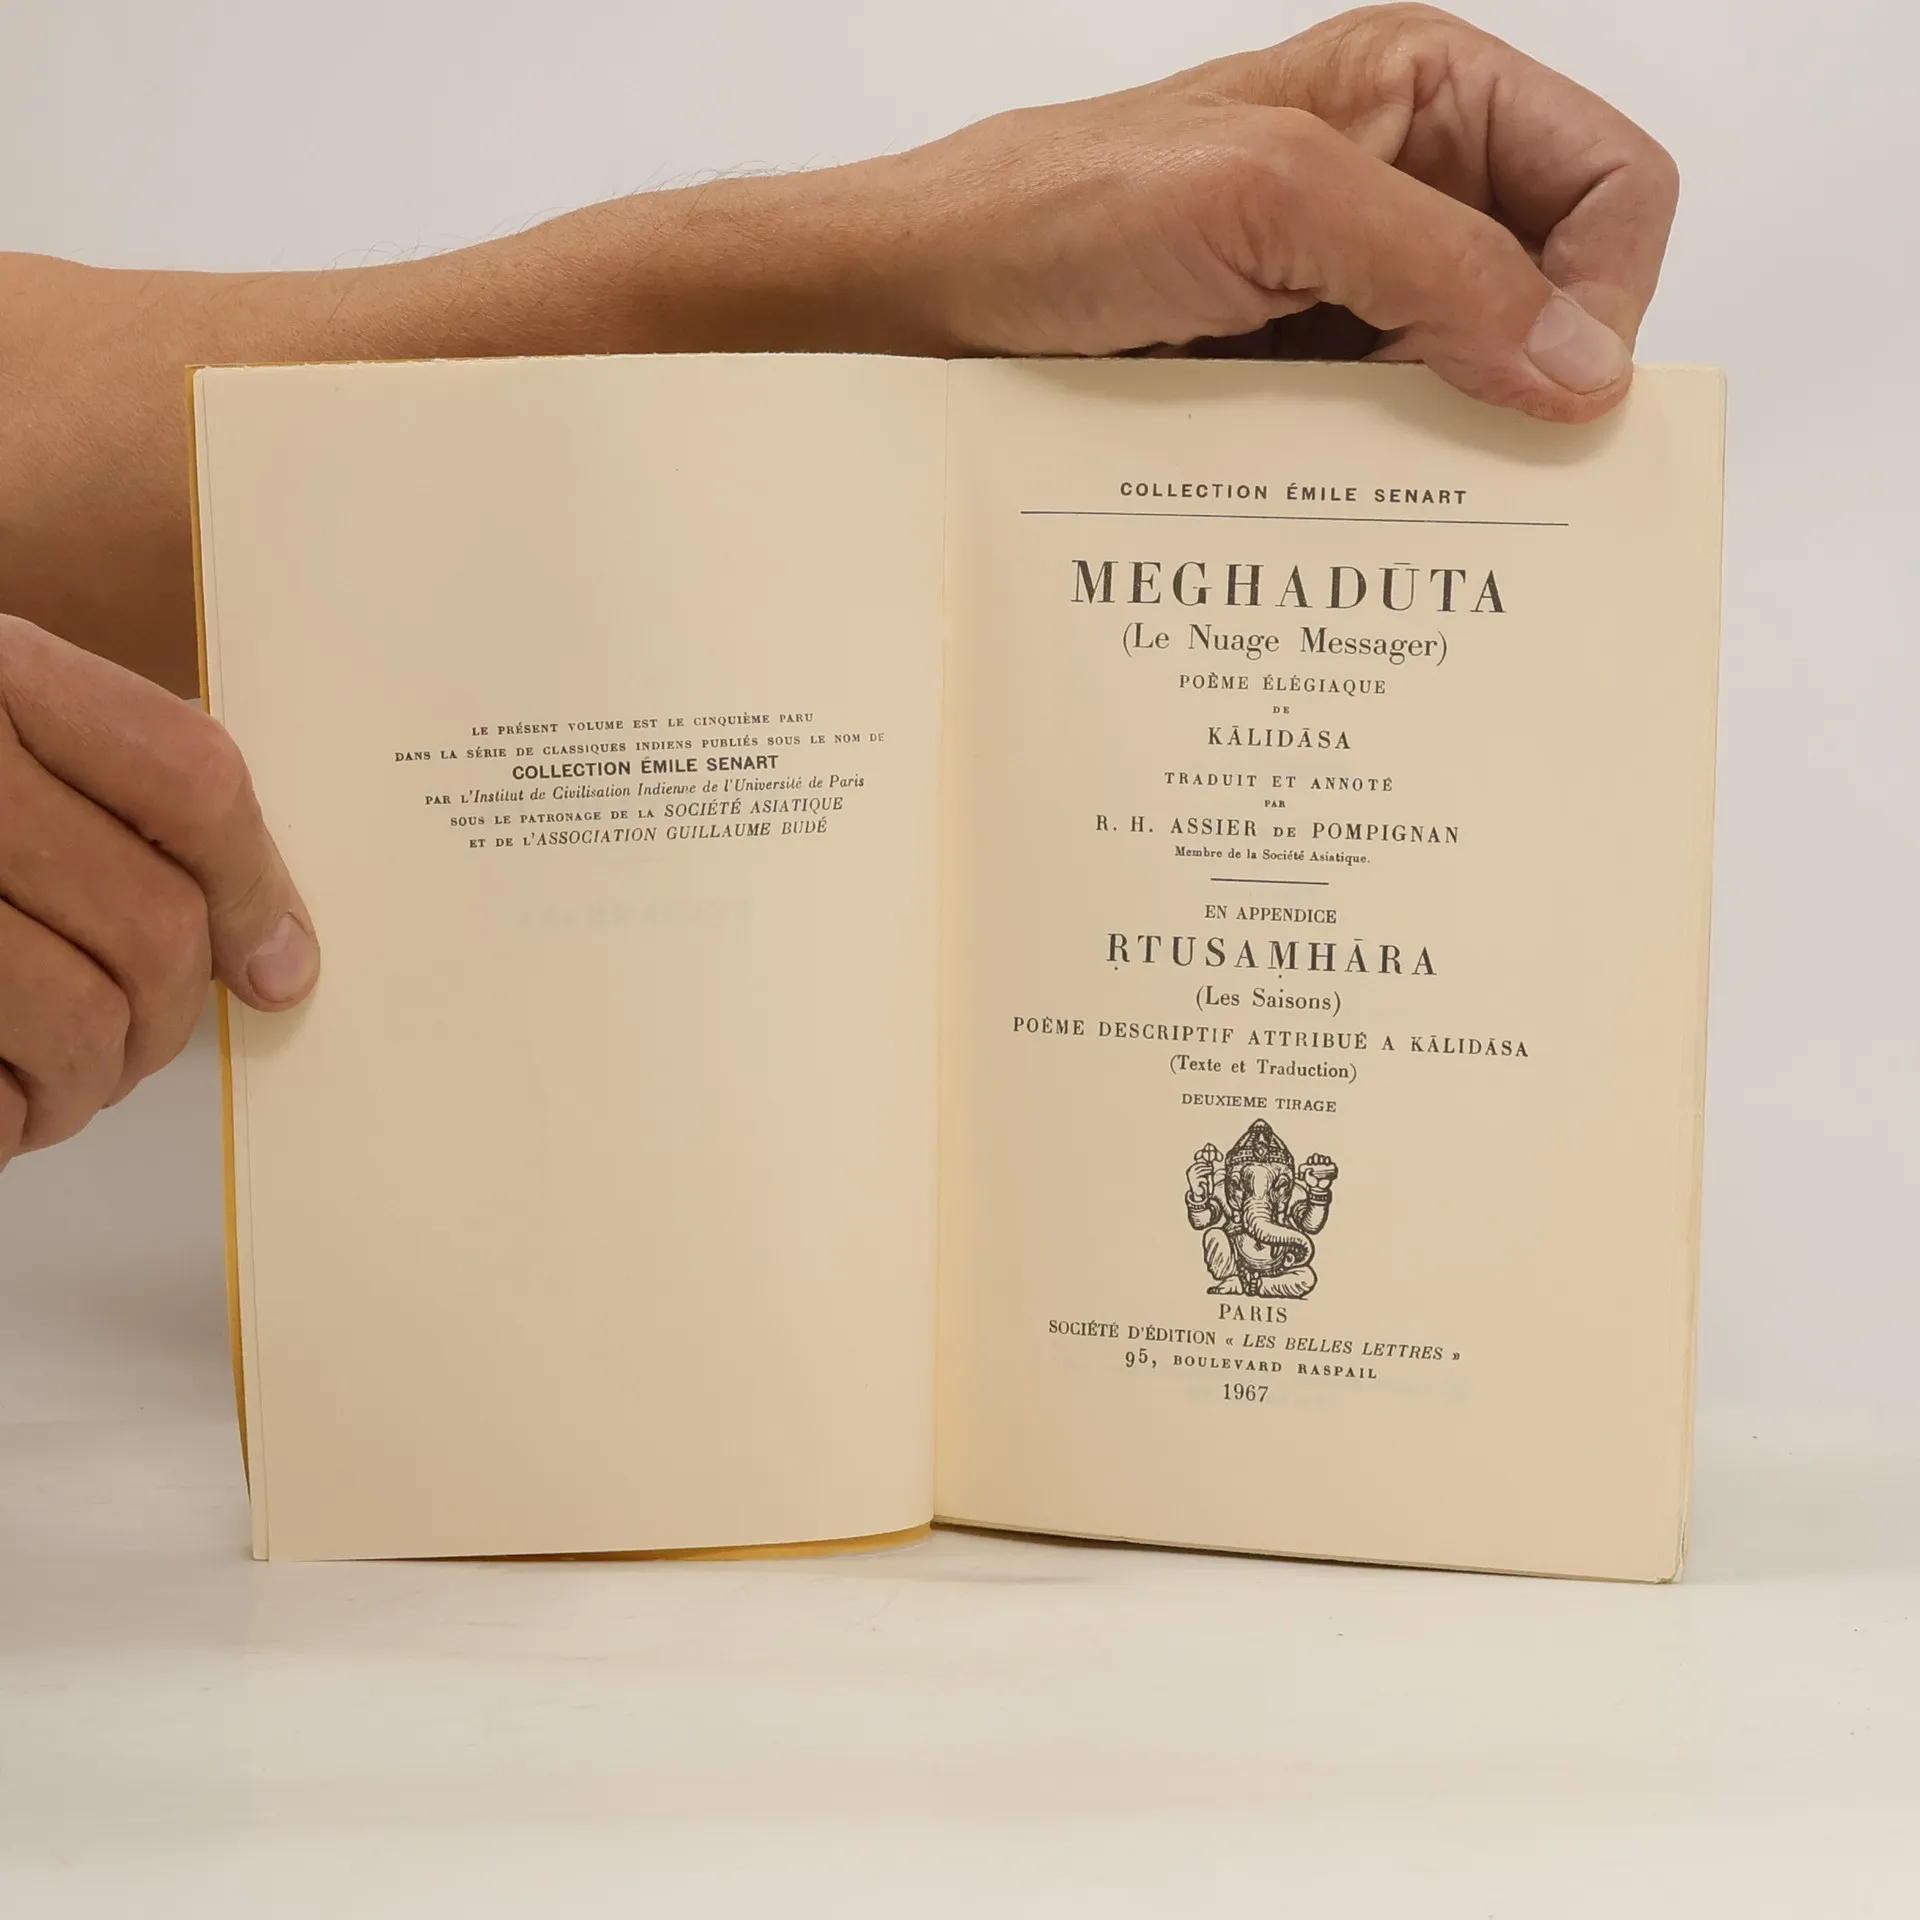 LE PRÉSENT VOLUME EST LE CINQUIÈME PARU
DANS LA SÉRIE DE CLASSIQUES INDIENS PUBLIÉS SOUS LE NOM DE
COLLECTION ÉMILE SENART
PAR L'Institut de Civilisation Indienne de l'Université de Paris
SOUS LE PATRONAGE DE LA SOCIÉTÉ ASIATIQUE
ET DE L'ASSOCIATION GUILLAUME BUDÉ
COLLECTION ÉMILE SENART
MEGHADŪTA
(Le Nuage Messager)
POÈME ÉLÉGIAQUE
DE
KĀLIDĀSA
TRADUIT ET ANNOTÉ
PAR
R. H. ASSIER DE POMPIGNAN
Membre de la Société Asiatique.
EN APPENDICE
ṚTUSAṂHĀRA
(Les Saisons)
POÈME DESCRIPTIF ATTRIBUÉ A KĀLIDĀSA
(Texte et Traduction)
DEUXIEME TIRAGE
PARIS
SOCIÉTÉ D'ÉDITION « LES BELLES LETTRES »
95, BOULEVARD RASPAIL
1967